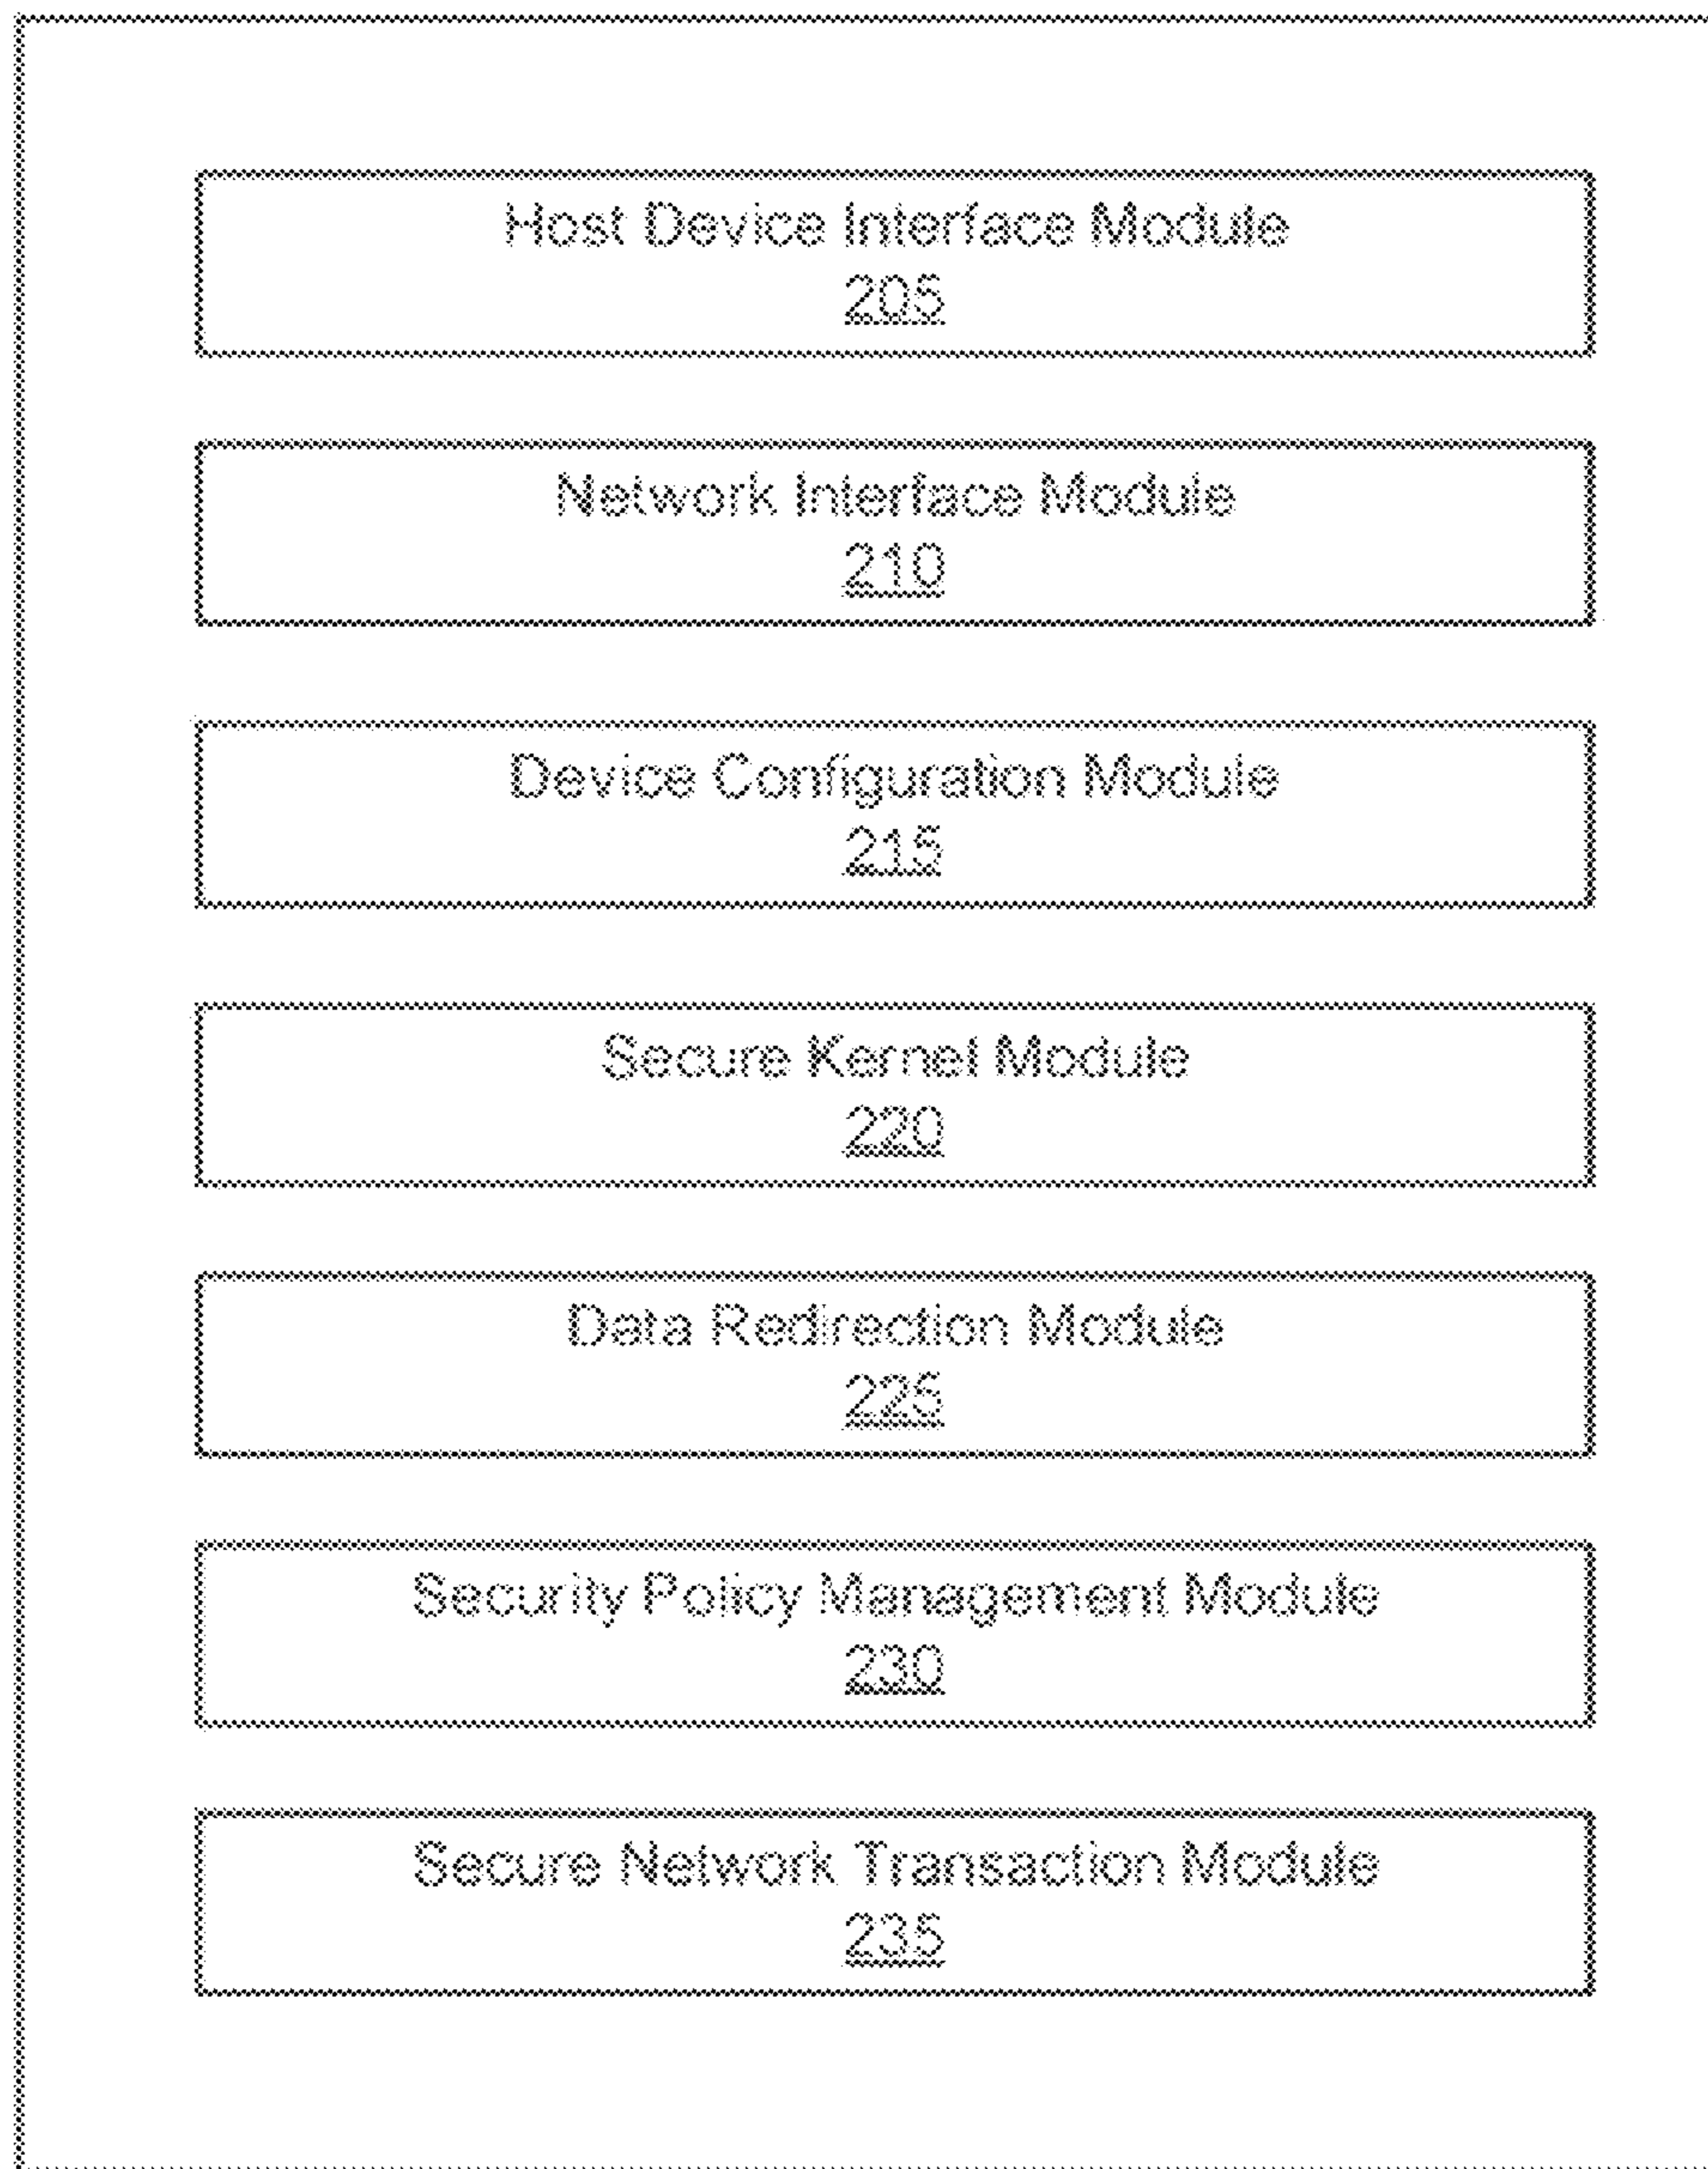 Host Device Interface Module
205
Network Interface Module
210
Device Configuration Module
215
Secure Kernel Module
220
Data Redirection Module
225
Security Policy Management Module
230
Secure Network Transaction Module
235